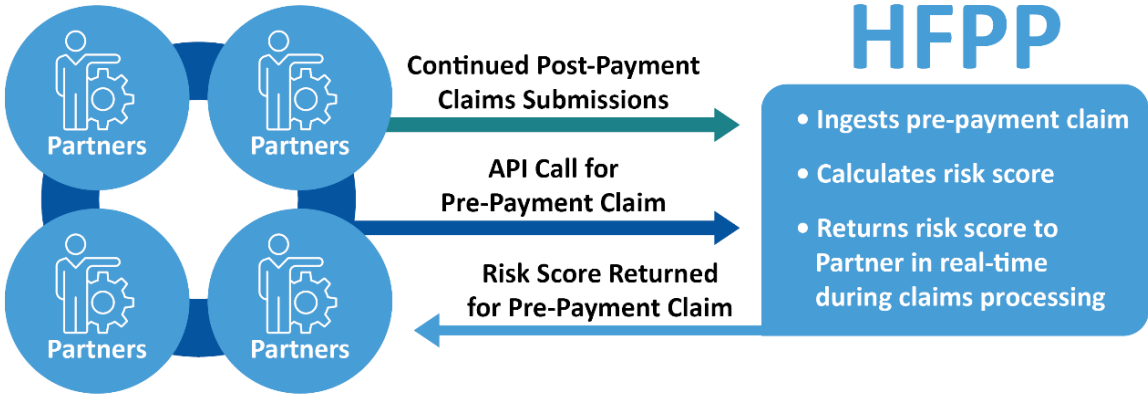 HFPP
Partners
Partners
Continued Post-Payment
Claims Submissions
• Ingests pre-payment claim
API Call for
Pre-Payment Claim
• Calculates risk score
• Returns risk score to
Partner in real-time
during claims processing
Risk Score Returned
for Pre-Payment Claim
Partners
Partners